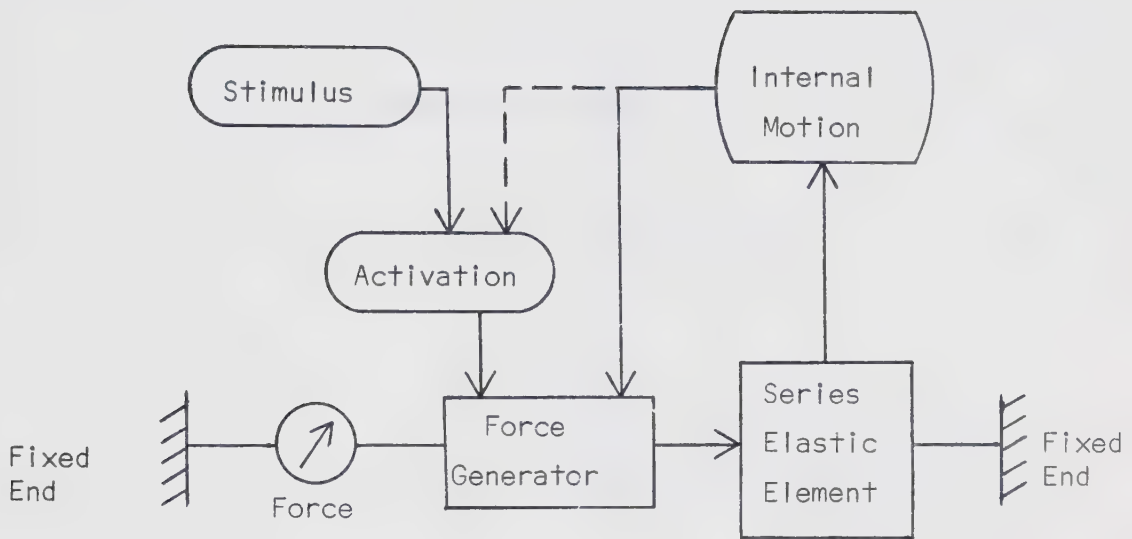 Stimulus
Internal
Motion
Activation
Force
Generator
Series
Elastic
Element
Fixed
End
Force
Fixed
End